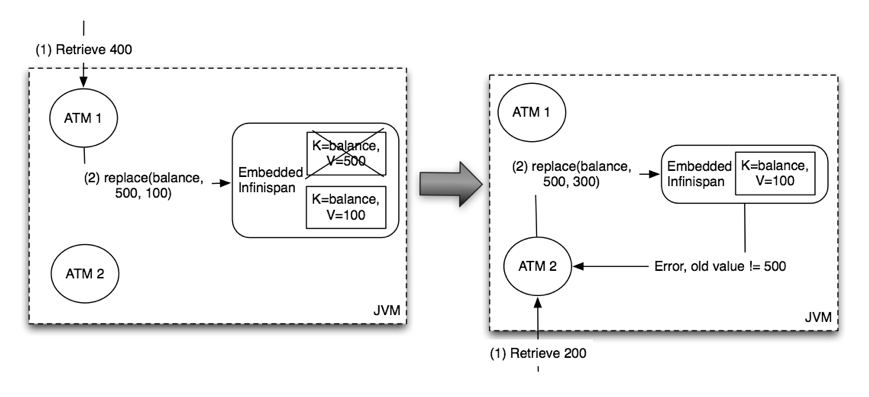 (1) Retrieve 400
ATM 1
(2) replace(balance,
500, 100)
Embedded
Infinispan
K=balance,
V=500
K=balance,
V=100
ATM 2
JVM
ATM 1
(2) replace(balance,
500, 300)
Embedded
Infinispan
K=balance,
V=100
ATM 2
Error, old value != 500
JVM
(1) Retrieve 200